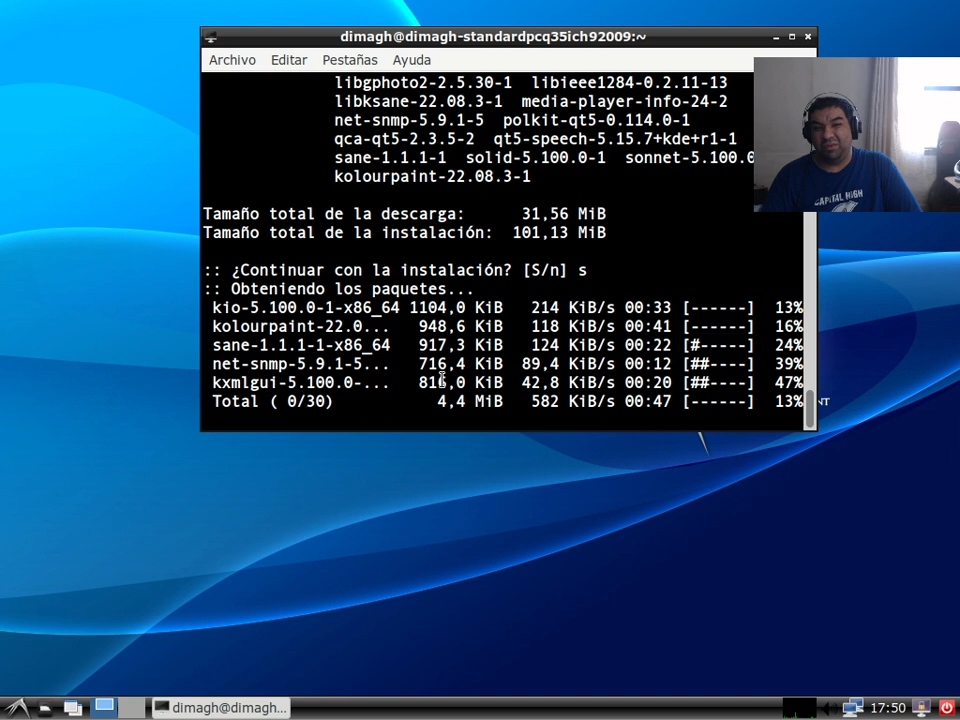 dimagh@dimagh-standardpcq35ich92009:~
Archivo Editar Pestañas Ayuda
libgphoto2-2.5.30-1 libieee1284-0.2.11-13
libksane-22.08.3-1 media-player-info-24-2
net-snmp-5.9.1-5 polkit-qt5-0.114.0-1
qca-qt5-2.3.5-2 qt5-speech-5.15.7+kde+r1-1
sane-1.1.1-1 solid-5.100.0-1 sonnet-5.100.0
kolourpaint-22.08.3-1
Tamaño total de la descarga: 31,56 MiB
Tamaño total de la instalación: 101,13 MiB
:: ¿Continuar con la instalación? [S/n] s
:: Obteniendo los paquetes...
kio-5.100.0-1-x86_64 1104,0 KiB 214 KiB/s 00:33 [------] 13%
kolourpaint-22.0... 948,6 KiB 118 KiB/s 00:41 [------] 16%
sane-1.1.1-1-x86_64 917,3 KiB 124 KiB/s 00:22 [#-----] 24%
net-snmp-5.9.1-5... 716,4 KiB 89,4 KiB/s 00:12 [##----] 39%
kxmlgui-5.100.0-... 816,0 KiB 42,8 KiB/s 00:20 [##----] 47%
Total ( 0/30) 4,4 MiB 582 KiB/s 00:47 [------] 13%
CAPITAL HIGH
dimagh@dimagh...
17:50